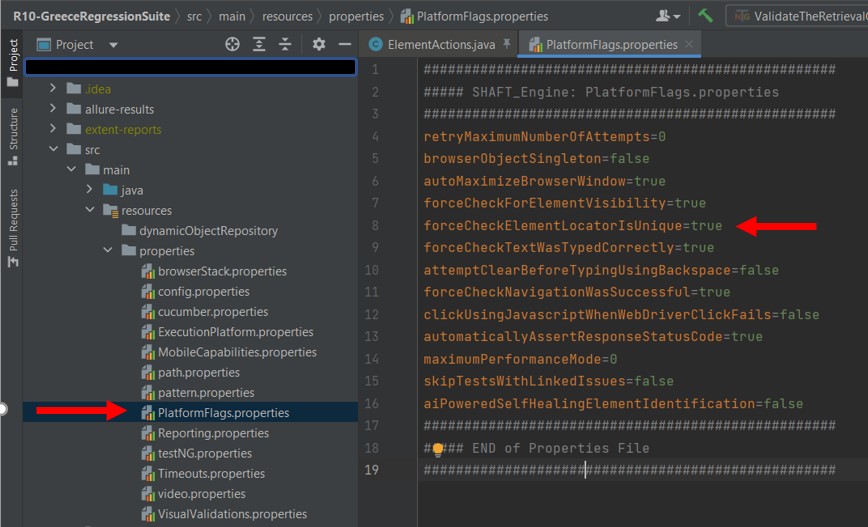 R10-GreeceRegressionSuite src main resources properties PlatformFlags.properties ValidateTheRetrieval
Project
Structure
Pull Requests
Project
.idea
allure-results
extent-reports
src
main
java
resources
dynamicObjectRepository
properties
browserStack.properties
config.properties
cucumber.properties
ExecutionPlatform.properties
MobileCapabilities.properties
path.properties
pattern.properties
PlatformFlags.properties
Reporting.properties
testNG.properties
Timeouts.properties
video.properties
VisualValidations.properties
ElementActions.java PlatformFlags.properties
1 ###################################################
2 ##### SHAFT_Engine: PlatformFlags.properties
3 ###################################################
4 retryMaximumNumberOfAttempts=0
5 browserObjectSingleton=false
6 autoMaximizeBrowserWindow=true
7 forceCheckForElementVisibility=true
8 forceCheckElementLocatorIsUnique=true
9 forceCheckTextWasTypedCorrectly=true
10 attemptClearBeforeTypingUsingBackspace=false
11 forceCheckNavigationWasSuccessful=true
12 clickUsingJavascriptWhenWebDriverClickFails=false
13 automaticallyAssertResponseStatusCode=true
14 maximumPerformanceMode=0
15 skipTestsWithLinkedIssues=false
16 aiPoweredSelfHealingElementIdentification=false
17 ###################################################
18 ##### END of Properties File
19 ###################################################